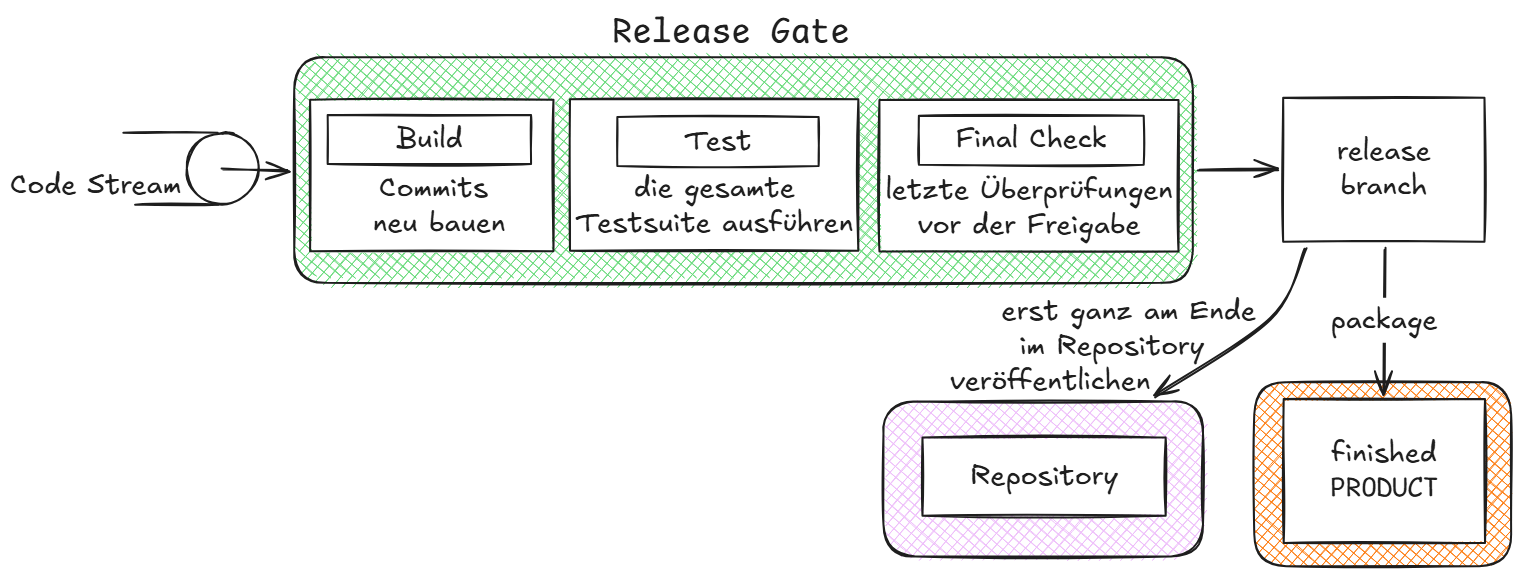 Release Gate
Code Stream
Build
Commits
neu bauen
Test
die gesamte
Testsuite ausführen
Final Check
letzte Überprüfungen
vor der Freigabe
release
branch
erst ganz am Ende
im Repository
veröffentlichen
package
Repository
finished
PRODUCT